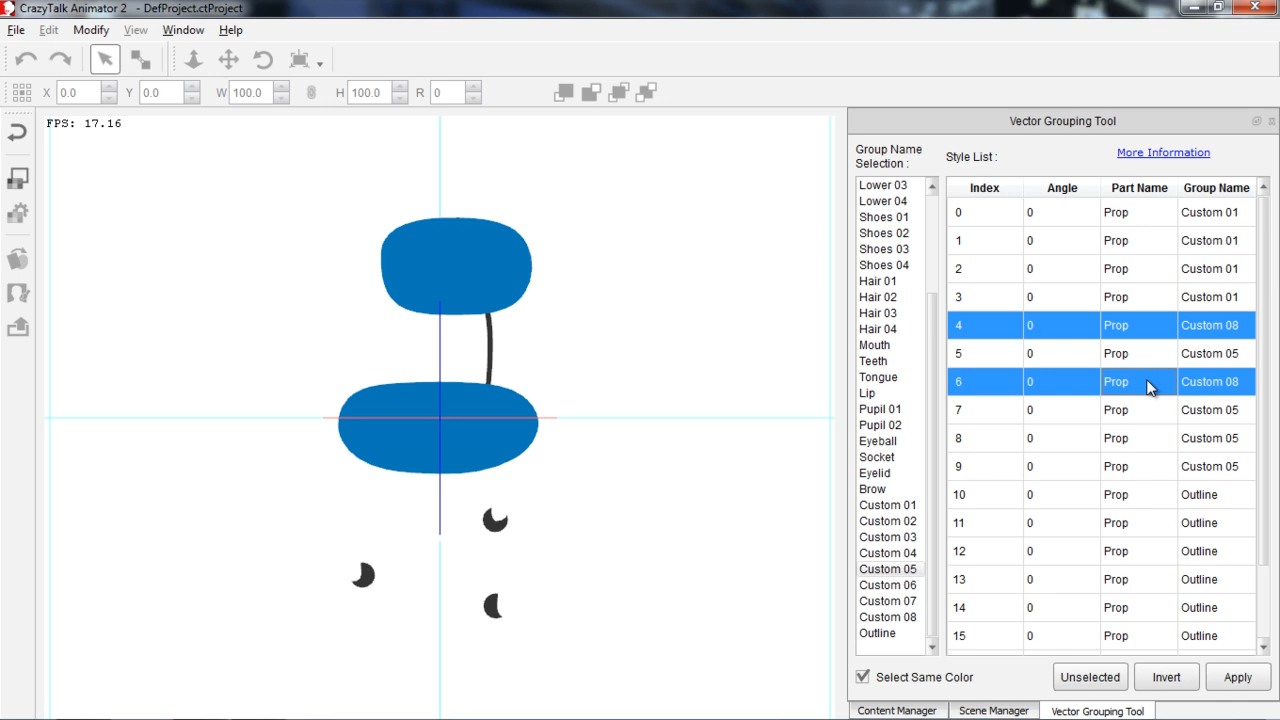 CrazyTalk Animator 2 - DefProject.ctProject
File Edit Modify View Window Help
X 0.0 Y 0.0 W 100.0 H 100.0 R 0
FPS: 17.16
Vector Grouping Tool
Group Name Selection :
Style List :
More Information
Lower 03
Lower 04
Shoes 01
Shoes 02
Shoes 03
Shoes 04
Hair 01
Hair 02
Hair 03
Hair 04
Mouth
Teeth
Tongue
Lip
Pupil 01
Pupil 02
Eyeball
Socket
Eyelid
Brow
Custom 01
Custom 02
Custom 03
Custom 04
Custom 05
Custom 06
Custom 07
Custom 08
Outline
Index Angle Part Name Group Name
0 0 Prop Custom 01
1 0 Prop Custom 01
2 0 Prop Custom 01
3 0 Prop Custom 01
4 0 Prop Custom 08
5 0 Prop Custom 05
6 0 Prop Custom 08
7 0 Prop Custom 05
8 0 Prop Custom 05
9 0 Prop Custom 05
10 0 Prop Outline
11 0 Prop Outline
12 0 Prop Outline
13 0 Prop Outline
14 0 Prop Outline
15 0 Prop Outline
Select Same Color Unselected Invert Apply
Content Manager Scene Manager Vector Grouping Tool